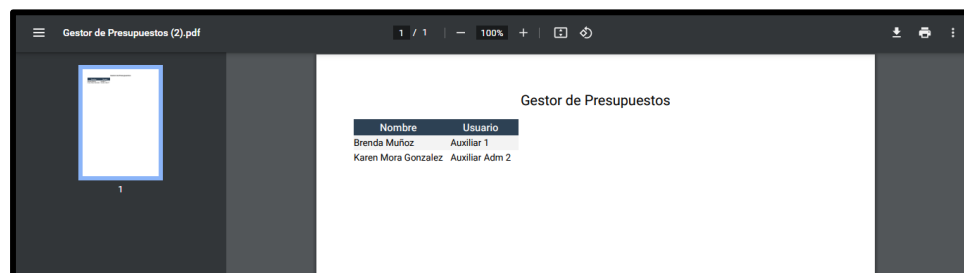 Gestor de Presupuestos (2).pdf
1 / 1
100%
1
Gestor de Presupuestos
Nombre Usuario
Brenda Muñoz Auxiliar 1
Karen Mora Gonzalez Auxiliar Adm 2